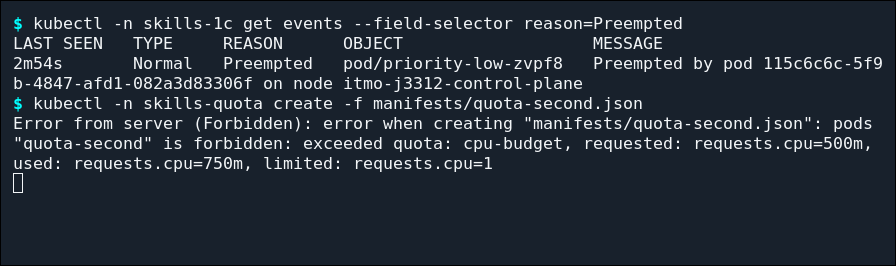 $ kubectl -n skills-1c get events --field-selector reason=Preempted
LAST SEEN   TYPE     REASON      OBJECT                   MESSAGE
2m54s       Normal   Preempted   pod/priority-low-zvpf8   Preempted by pod 115c6c6c-5f9
b-4847-afd1-082a3d83306f on node itmo-j3312-control-plane
$ kubectl -n skills-quota create -f manifests/quota-second.json
Error from server (Forbidden): error when creating "manifests/quota-second.json": pods
"quota-second" is forbidden: exceeded quota: cpu-budget, requested: requests.cpu=500m,
used: requests.cpu=750m, limited: requests.cpu=1